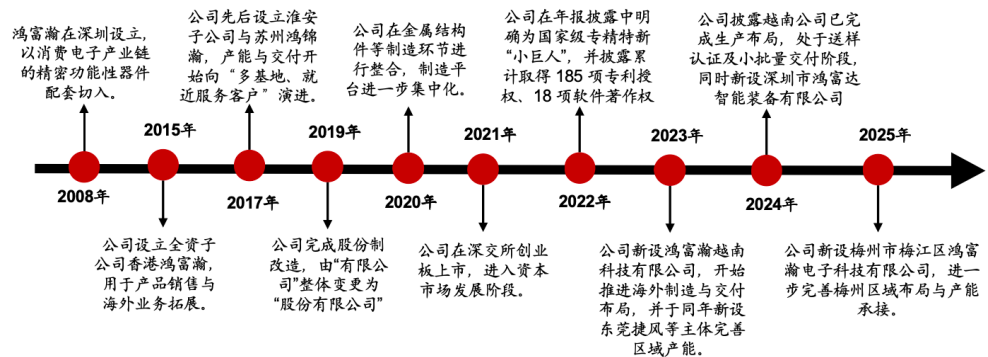 鸿富瀚在深圳设立，
以消费电子产业链
的精密功能性器件
配套切入。
2008年
2015年
公司设立全资子
公司香港鸿富瀚，
用于产品销售与
海外业务拓展。
公司先后设立淮安
子公司与苏州鸿锦
瀚，产能与交付开
始向“多基地、就
近服务客户”演进。
2017年
2019年
公司完成股份制
改造，由“有限公
司”整体变更为
“股份有限公司”
公司在金属结构
件等制造环节进
行整合，制造平
台进一步集中化。
2020年
2021年
公司在深交所创业
板上市，进入资本
市场发展阶段。
公司在年报披露中明
确为国家级专精特新
“小巨人”，并披露累
计取得 185 项专利授
权、18 项软件著作权
2022年
2023年
公司新设鸿富瀚越南
科技有限公司，开始
推进海外制造与交付
布局，并于同年新设
东莞捷风等主体完善
区域产能。
公司披露越南公司已完
成生产布局，处于送样
认证及小批量交付阶段，
同时新设深圳市鸿富达
智能装备有限公司
2024年
2025年
公司新设梅州市梅江区鸿富
瀚电子科技有限公司，进一
步完善梅州区域布局与产能
承接。